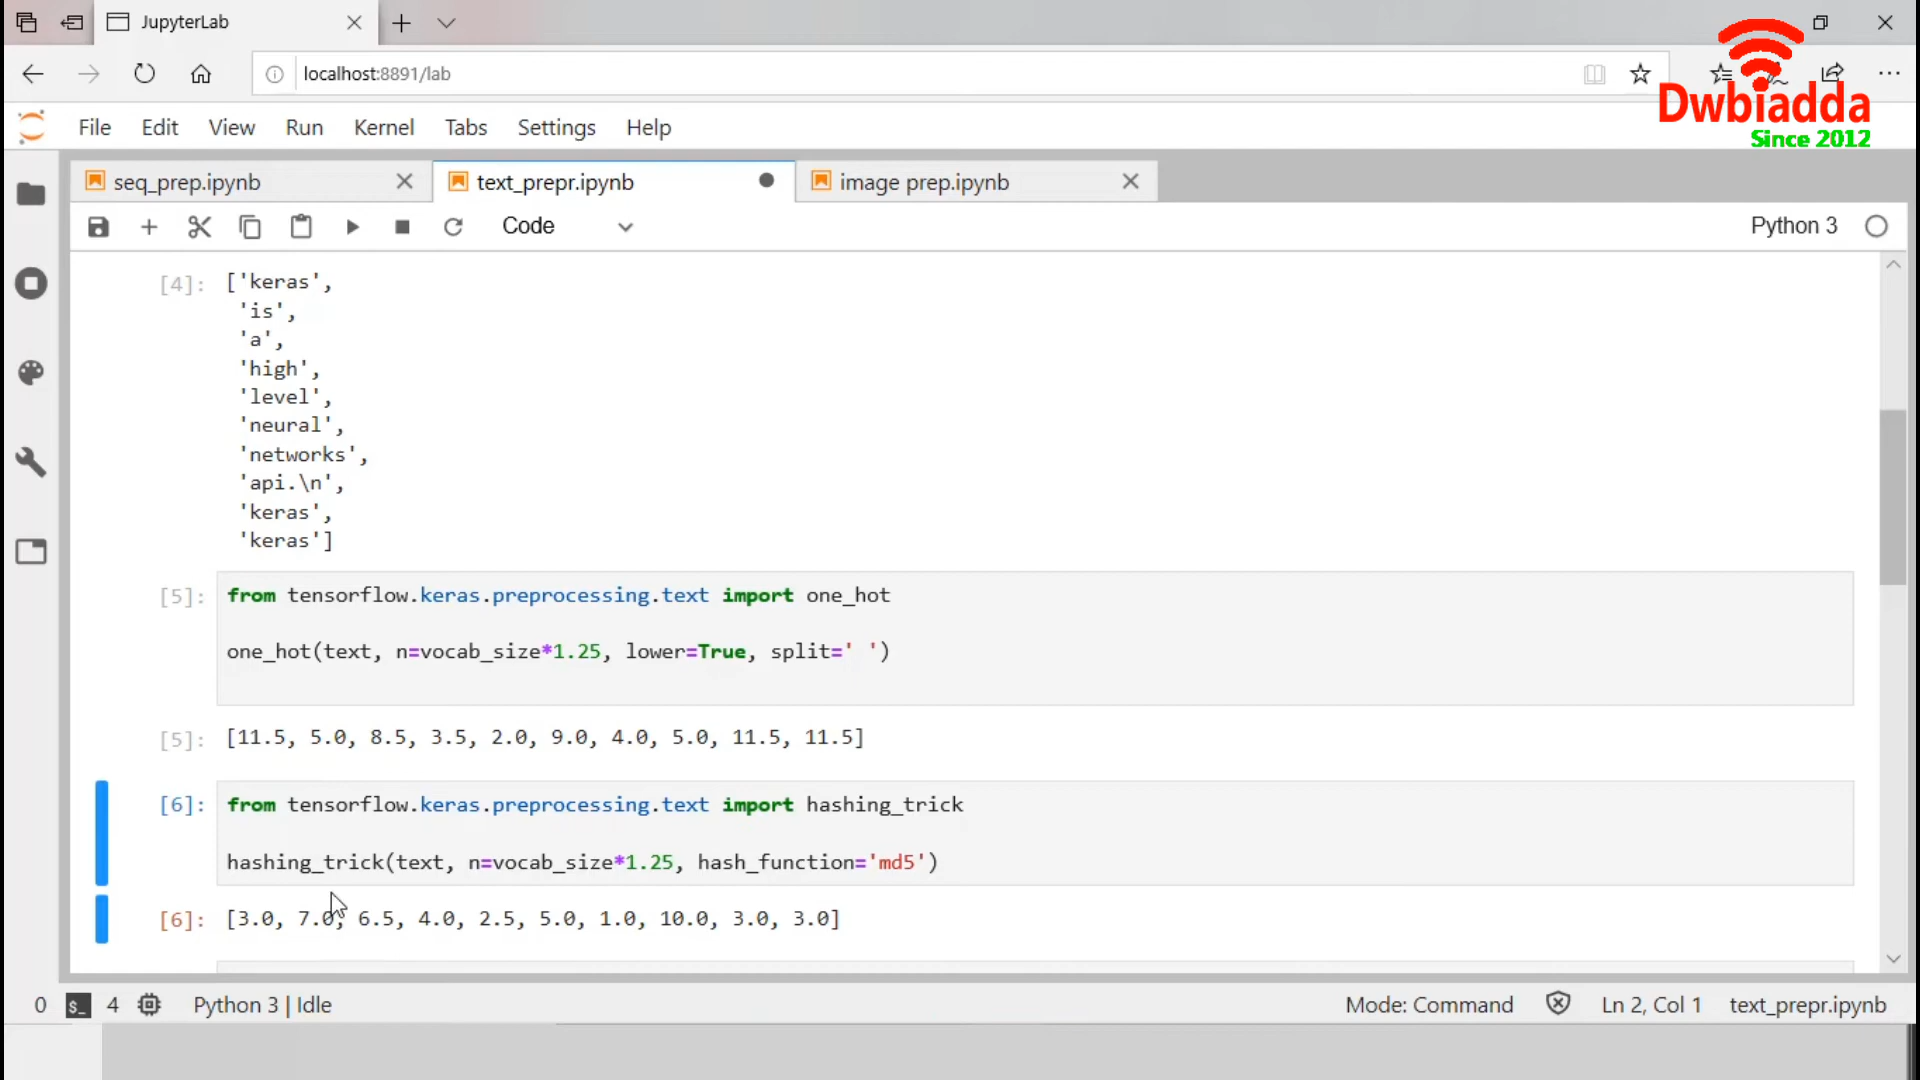 JupyterLab
localhost:8891/lab
Dwbiadda
Since 2012
File Edit View Run Kernel Tabs Settings Help
seq_prep.ipynb text_prepr.ipynb image prep.ipynb
Code Python 3
[4]: ['keras',
'is',
'a',
'high',
'level',
'neural',
'networks',
'api.\n',
'keras',
'keras']
[5]: from tensorflow.keras.preprocessing.text import one_hot
one_hot(text, n=vocab_size*1.25, lower=True, split=' ')
[5]: [11.5, 5.0, 8.5, 3.5, 2.0, 9.0, 4.0, 5.0, 11.5, 11.5]
[6]: from tensorflow.keras.preprocessing.text import hashing_trick
hashing_trick(text, n=vocab_size*1.25, hash_function='md5')
[6]: [3.0, 7.0, 6.5, 4.0, 2.5, 5.0, 1.0, 10.0, 3.0, 3.0]
0 $_ 4 Python 3 | Idle Mode: Command Ln 2, Col 1 text_prepr.ipynb